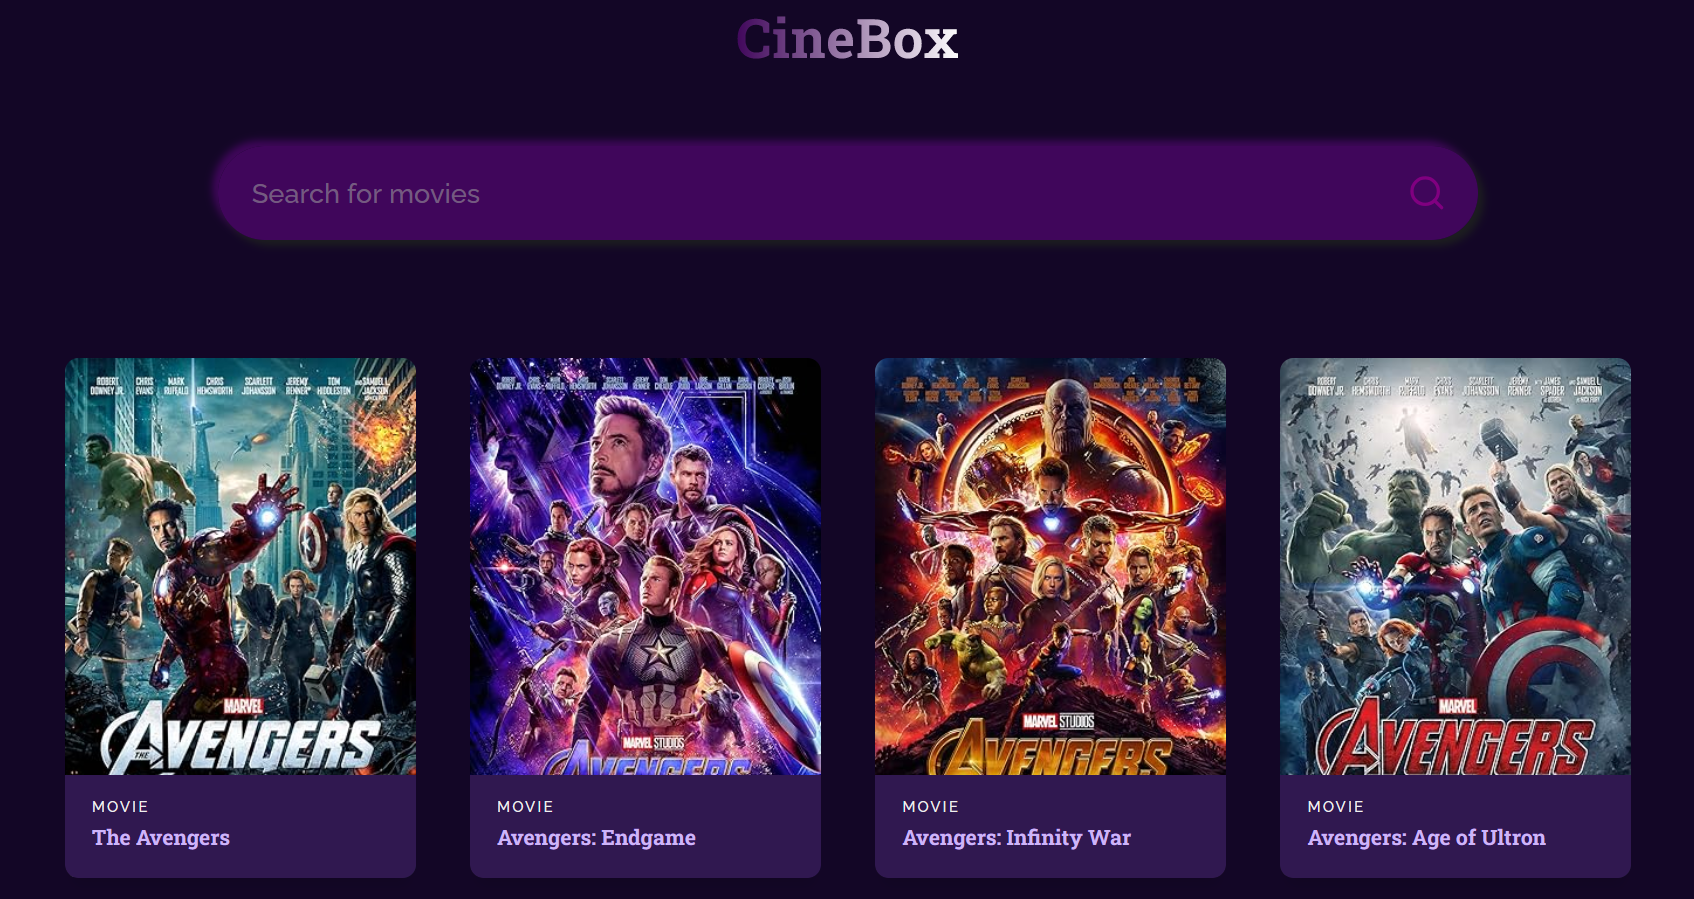 CineBox
Search for movies
ROBERT DOWNEY JR. CHRIS EVANS MARK RUFFALO CHRIS HEMSWORTH SCARLETT JOHANSSON JEREMY RENNER TOM HIDDLESTON AND SAMUEL L. JACKSON
MARVEL
THE AVENGERS
MOVIE
The Avengers
MARVEL STUDIOS
AVENGERS
MOVIE
Avengers: Endgame
MARVEL STUDIOS
AVENGERS
MOVIE
Avengers: Infinity War
ROBERT DOWNEY JR. CHRIS HEMSWORTH MARK RUFFALO CHRIS EVANS SCARLETT JOHANSSON JEREMY RENNER WITH JAMES SPADER AND SAMUEL L. JACKSON
MARVEL
AVENGERS
MOVIE
Avengers: Age of Ultron